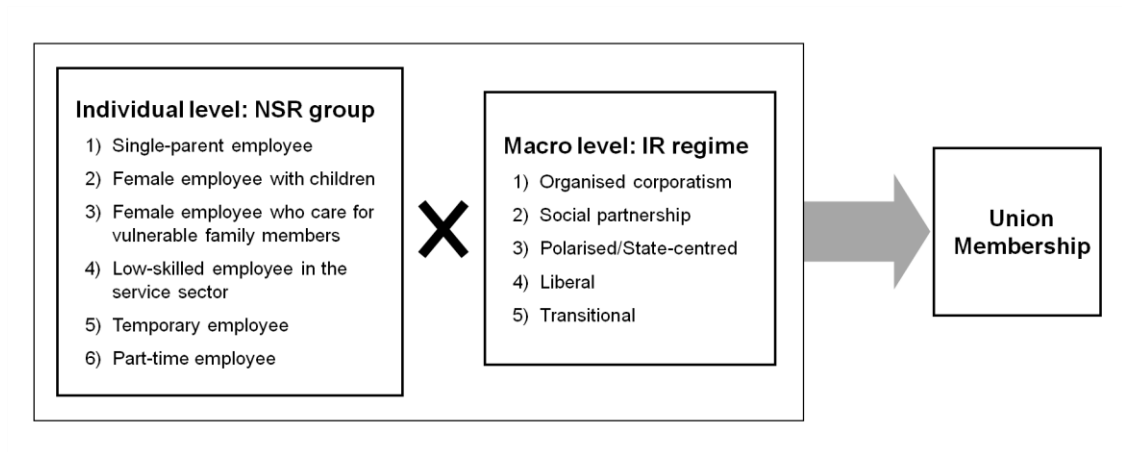 Individual level: NSR group
1) Single-parent employee
2) Female employee with children
3) Female employee who care for
vulnerable family members
4) Low-skilled employee in the
service sector
5) Temporary employee
6) Part-time employee
Macro level: IR regime
1) Organised corporatism
2) Social partnership
3) Polarised/State-centred
4) Liberal
5) Transitional
Union
Membership